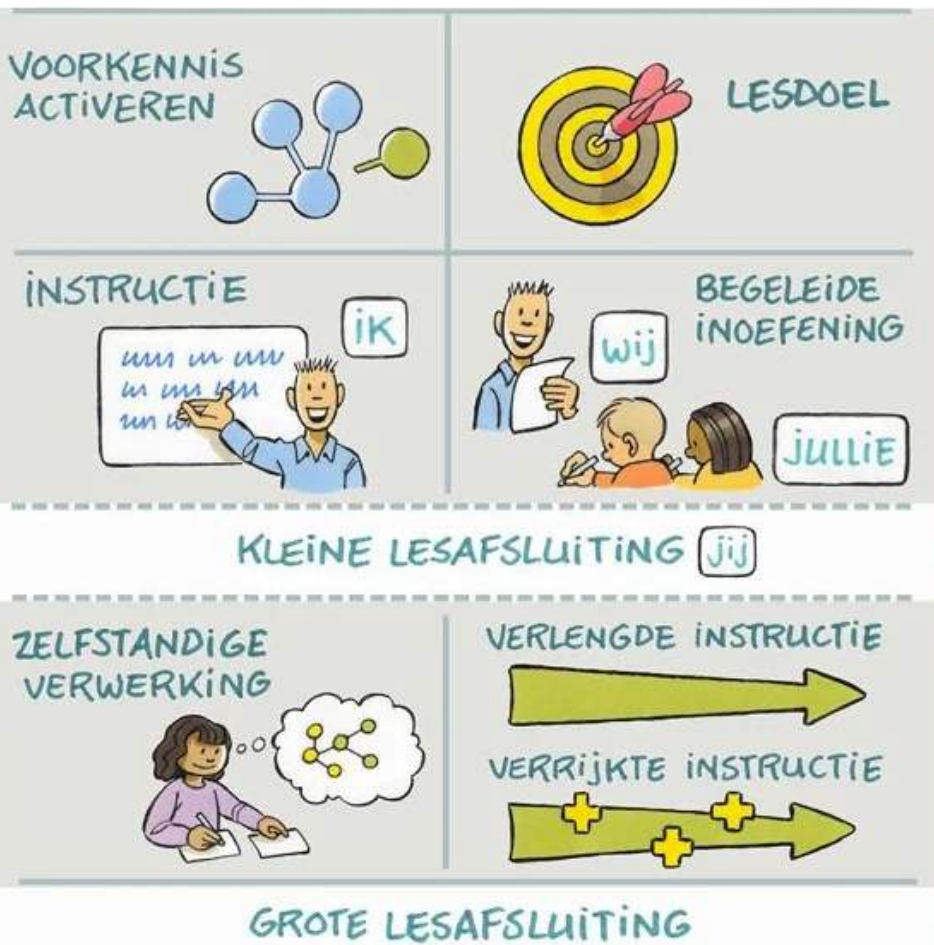 VOORKENNIS
ACTIVEREN
LESDOEL
INSTRUCTIE
IK
BEGELEIDE
INOEFENING
wij
JULLIE
KLEINE LESAFSLUITING jij
ZELFSTANDIGE
VERWERKING
VERLENGDE INSTRUCTIE
VERRIJKTE INSTRUCTIE
GROTE LESAFSLUITING